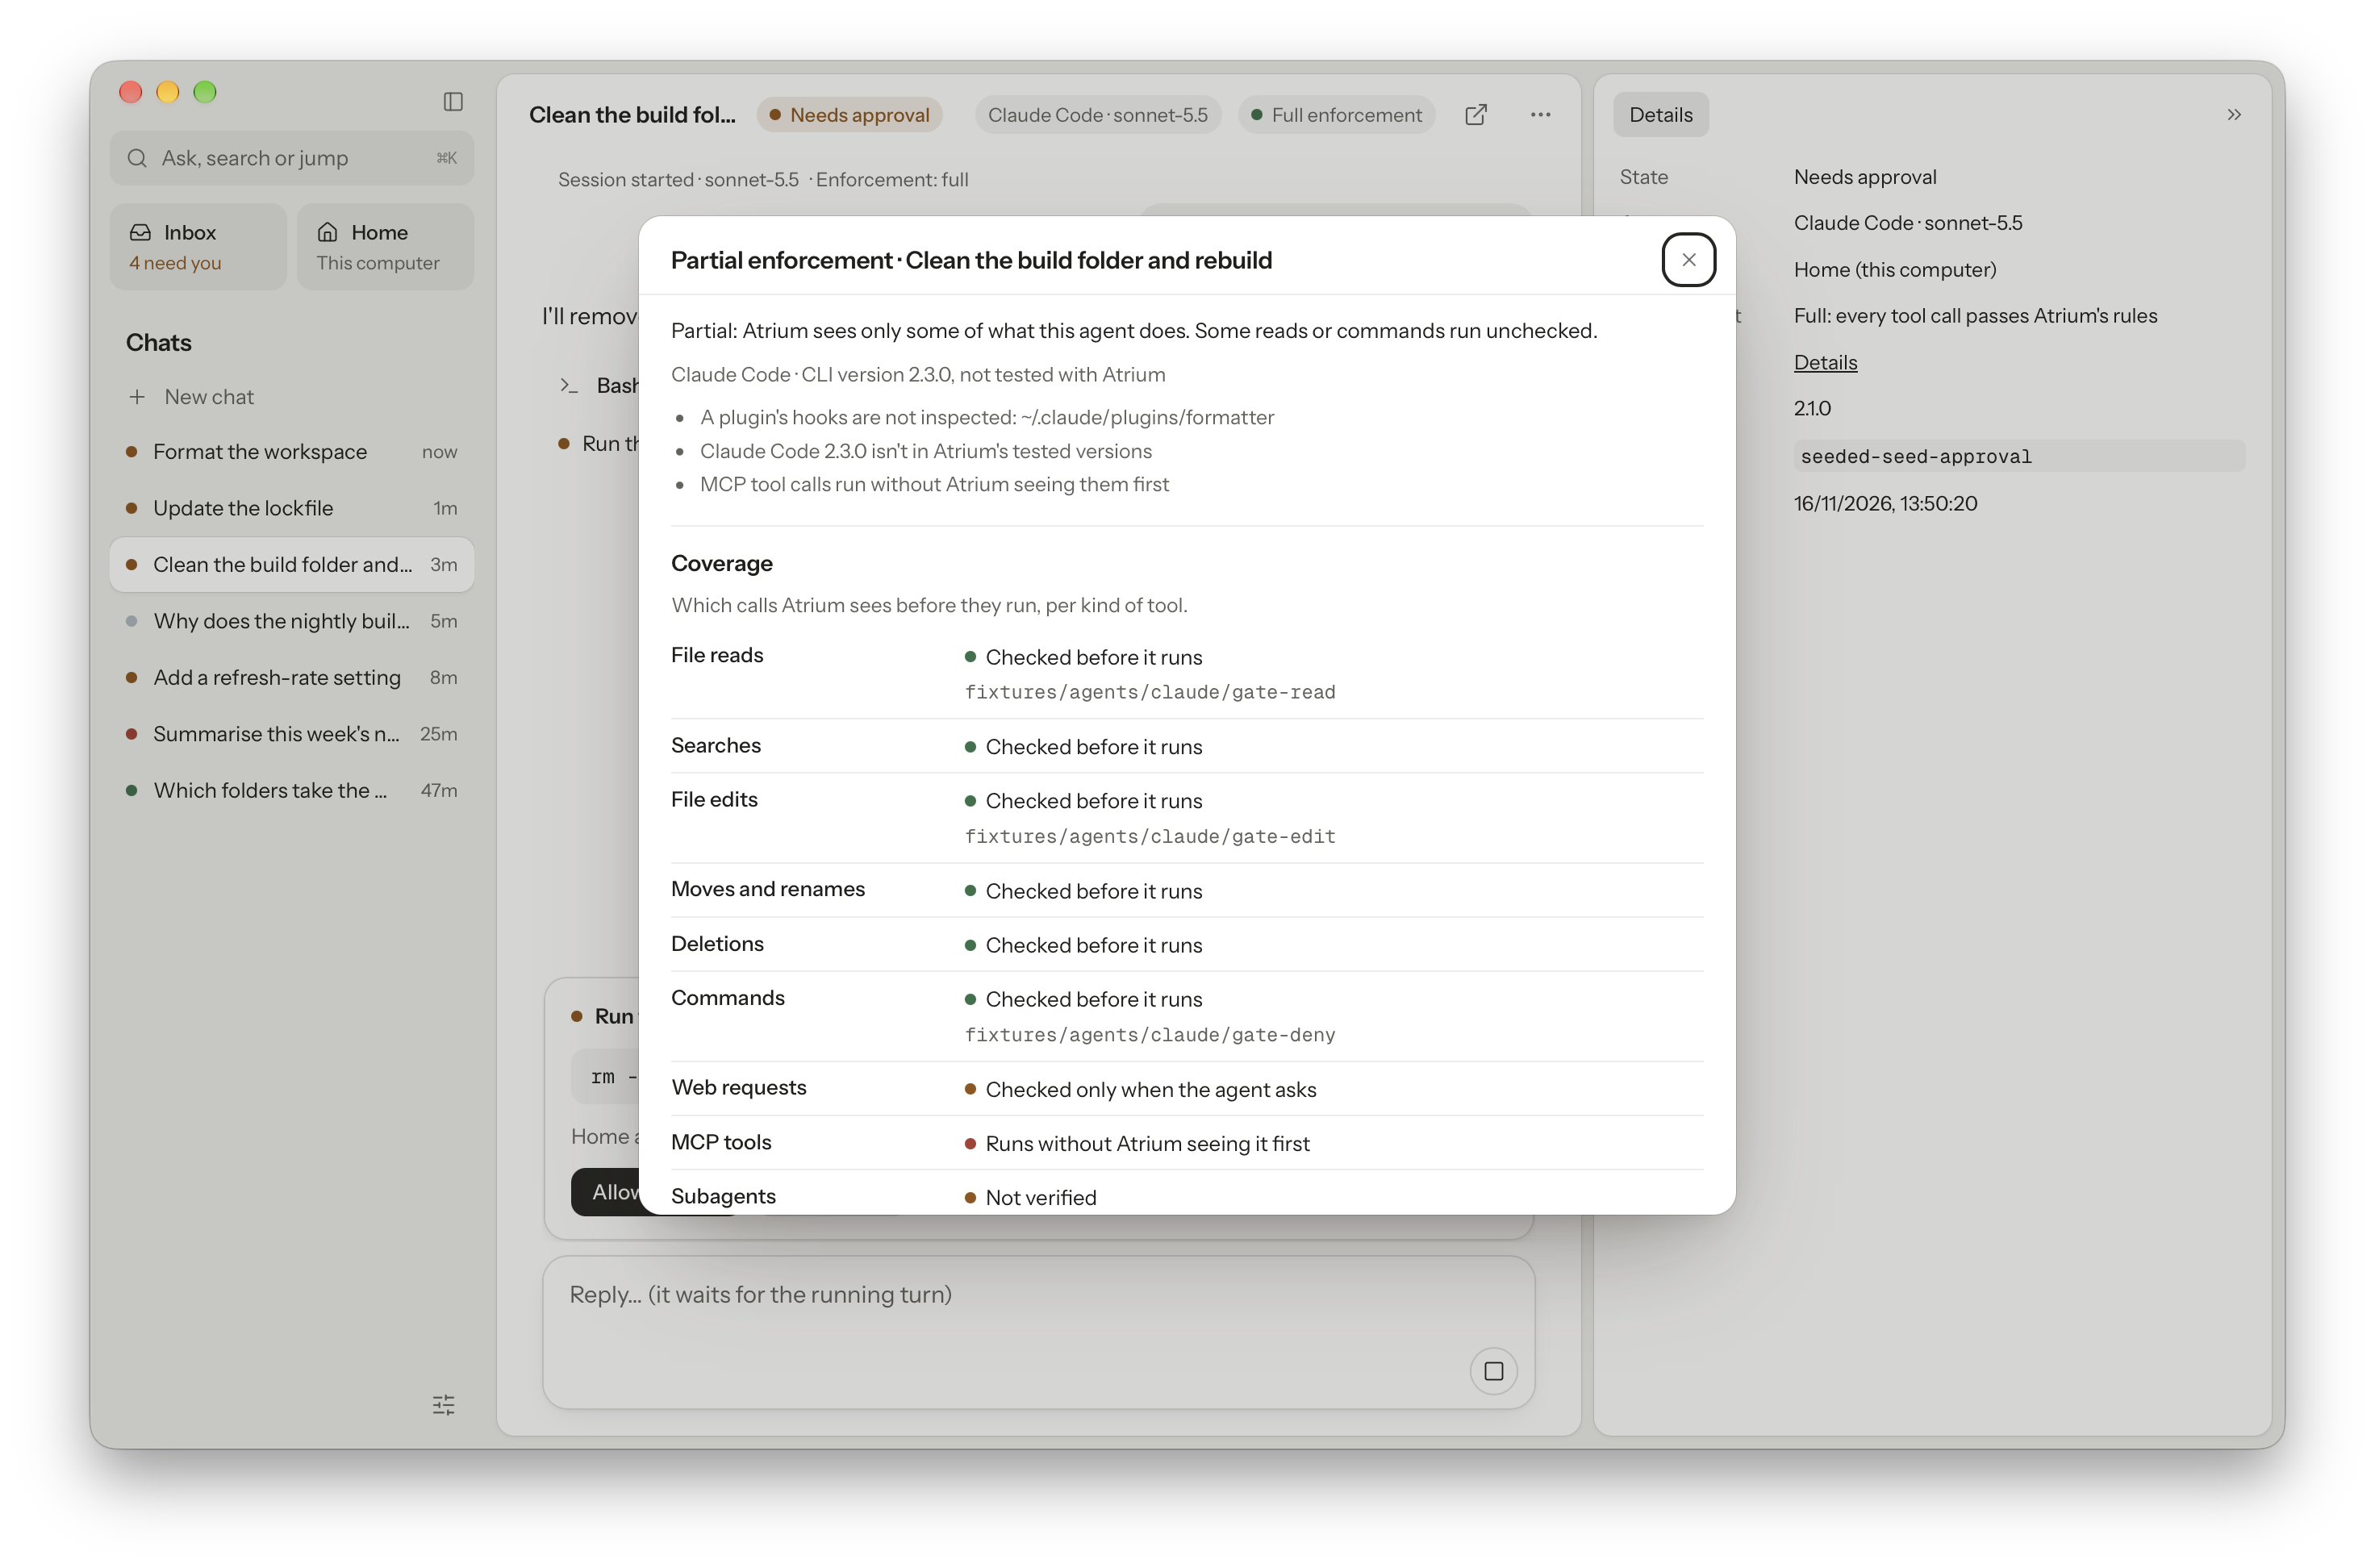 Ask, search or jump ⌘K
Inbox
4 need you
Home
This computer
Chats
New chat
Format the workspace now
Update the lockfile 1m
Clean the build folder and... 3m
Why does the nightly buil... 5m
Add a refresh-rate setting 8m
Summarise this week's n... 25m
Which folders take the ... 47m
Clean the build fol...
Needs approval
Claude Code · sonnet-5.5
Full enforcement
Session started · sonnet-5.5 · Enforcement: full
I'll remov
Bash
Run th
Run
rm -
Home a
Allow
Reply... (it waits for the running turn)
Partial enforcement · Clean the build folder and rebuild
Partial: Atrium sees only some of what this agent does. Some reads or commands run unchecked.
Claude Code · CLI version 2.3.0, not tested with Atrium
• A plugin's hooks are not inspected: ~/.claude/plugins/formatter
• Claude Code 2.3.0 isn't in Atrium's tested versions
• MCP tool calls run without Atrium seeing them first
Coverage
Which calls Atrium sees before they run, per kind of tool.
File reads Checked before it runs
fixtures/agents/claude/gate-read
Searches Checked before it runs
File edits Checked before it runs
fixtures/agents/claude/gate-edit
Moves and renames Checked before it runs
Deletions Checked before it runs
Commands Checked before it runs
fixtures/agents/claude/gate-deny
Web requests Checked only when the agent asks
MCP tools Runs without Atrium seeing it first
Subagents Not verified
Details
State Needs approval
Claude Code · sonnet-5.5
Home (this computer)
t Full: every tool call passes Atrium's rules
Details
2.1.0
seeded-seed-approval
16/11/2026, 13:50:20